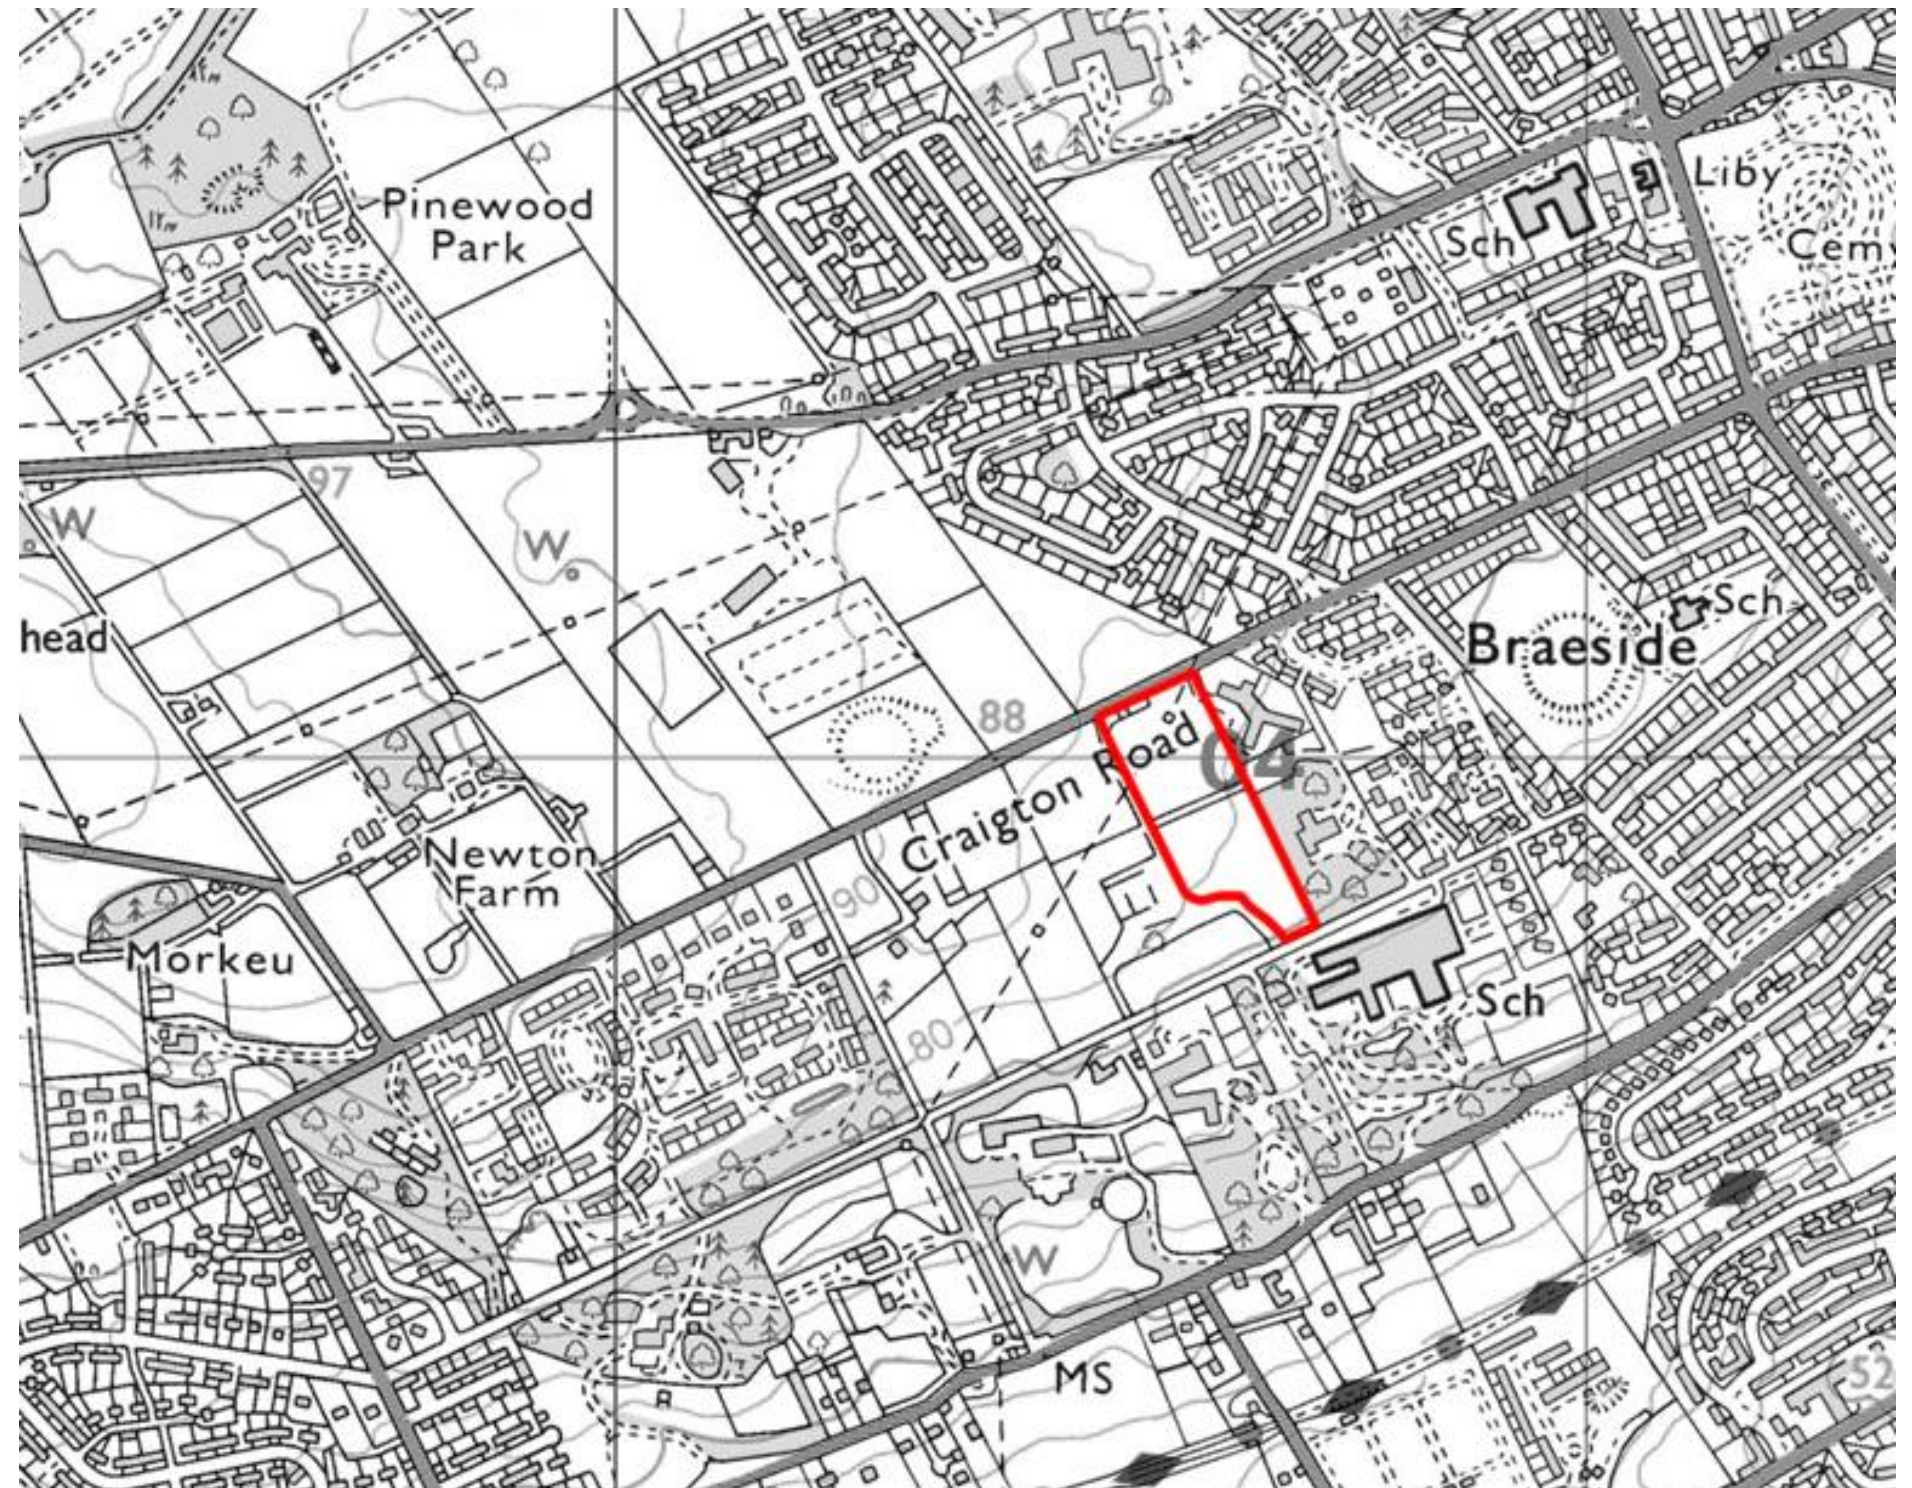 Pinewood
Park
Liby
Sch
Cemy
97
W
W
head
Sch
Braeside
88
04
Craigton Road
Newton
Farm
90
Morkeu
Sch
80
W
MS
52